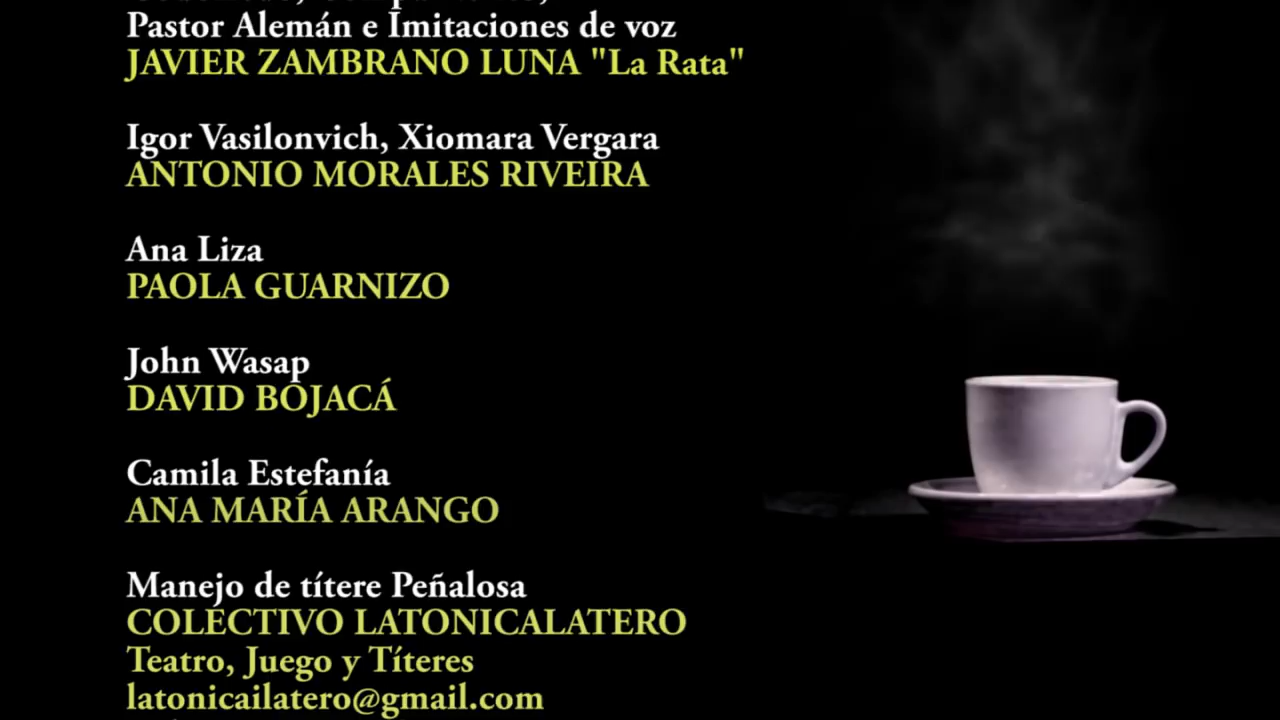 Pastor Alemán e Imitaciones de voz
JAVIER ZAMBRANO LUNA "La Rata"
Igor Vasilonvich, Xiomara Vergara
ANTONIO MORALES RIVEIRA
Ana Liza
PAOLA GUARNIZO
John Wasap
DAVID BOJACÁ
Camila Estefanía
ANA MARÍA ARANGO
Manejo de títere Peñalosa
COLECTIVO LATONICALATERO
Teatro, Juego y Títeres
latonicailatero@gmail.com